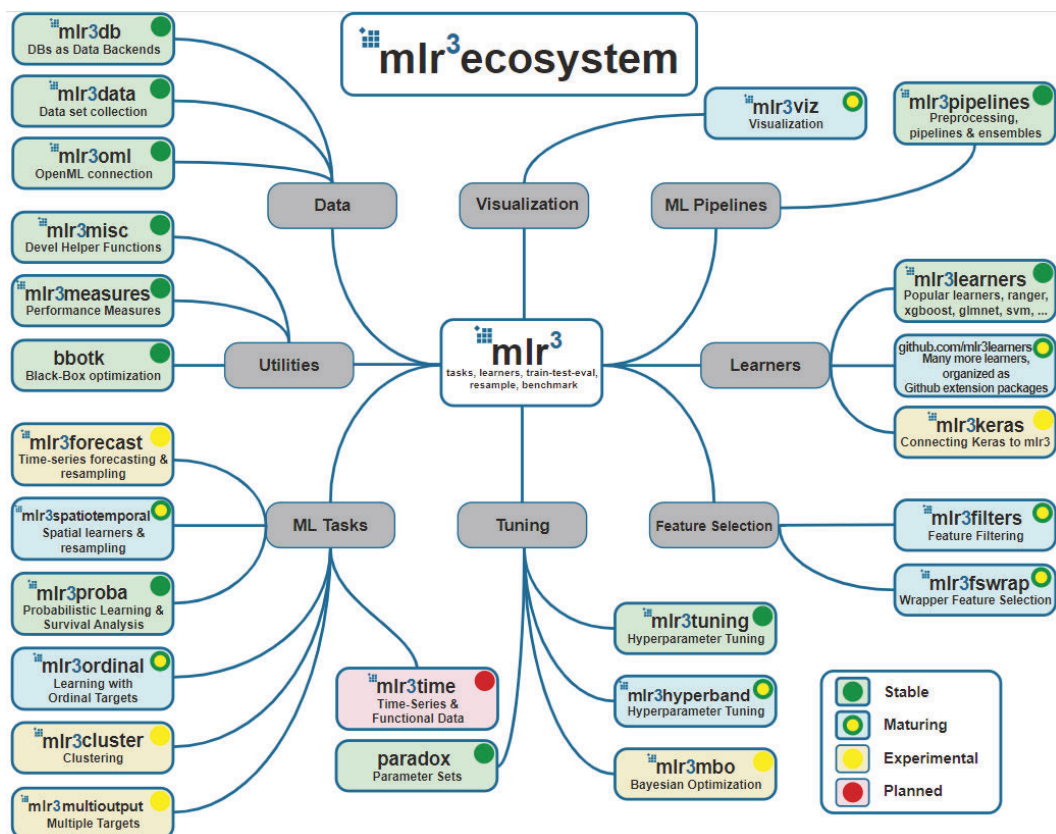 mlr3ecosystem
mlr3db
DBs as Data Backends
mlr3data
Data set collection
mlr3oml
OpenML connection
mlr3misc
Devel Helper Functions
mlr3measures
Performance Measures
bbotk
Black-Box optimization
mlr3forecast
Time-series forecasting &
resampling
mlr3spatiotemporal
Spatial learners &
resampling
mlr3proba
Probabilistic Learning &
Survival Analysis
mlr3ordinal
Learning with
Ordinal Targets
mlr3cluster
Clustering
mlr3multioutput
Multiple Targets
Data
Utilities
ML Tasks
Visualization
mlr3
tasks, learners, train-test-eval,
resample, benchmark
Tuning
mlr3time
Time-Series &
Functional Data
paradox
Parameter Sets
mlr3viz
Visualization
ML Pipelines
mlr3pipelines
Preprocessing,
pipelines & ensembles
Learners
mlr3learners
Popular learners, ranger,
xgboost, glmnet, svm, ...
github.com/mlr3learners
Many more learners,
organized as
Github extension packages
mlr3keras
Connecting Keras to mlr3
Feature Selection
mlr3filters
Feature Filtering
mlr3fswrap
Wrapper Feature Selection
mlr3tuning
Hyperparameter Tuning
mlr3hyperband
Hyperparameter Tuning
mlr3mbo
Bayesian Optimization
Stable
Maturing
Experimental
Planned